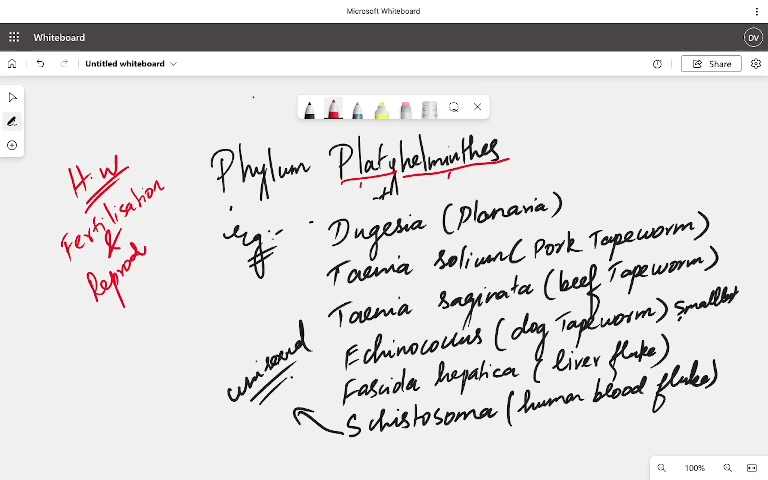 Microsoft Whiteboard
Whiteboard
DV
Untitled whiteboard
Share
H.W
Fertilisation
&
Reprod
Phylum Platyhelminthes
eg:-
Dugesia (Planaria)
Taenia solium (Pork Tapeworm)
Taenia saginata (beef Tapeworm)
Echinococcus (dog Tapeworm) smallest
Fasciola hepatica (liver fluke)
Schistosoma (human blood fluke)
100%